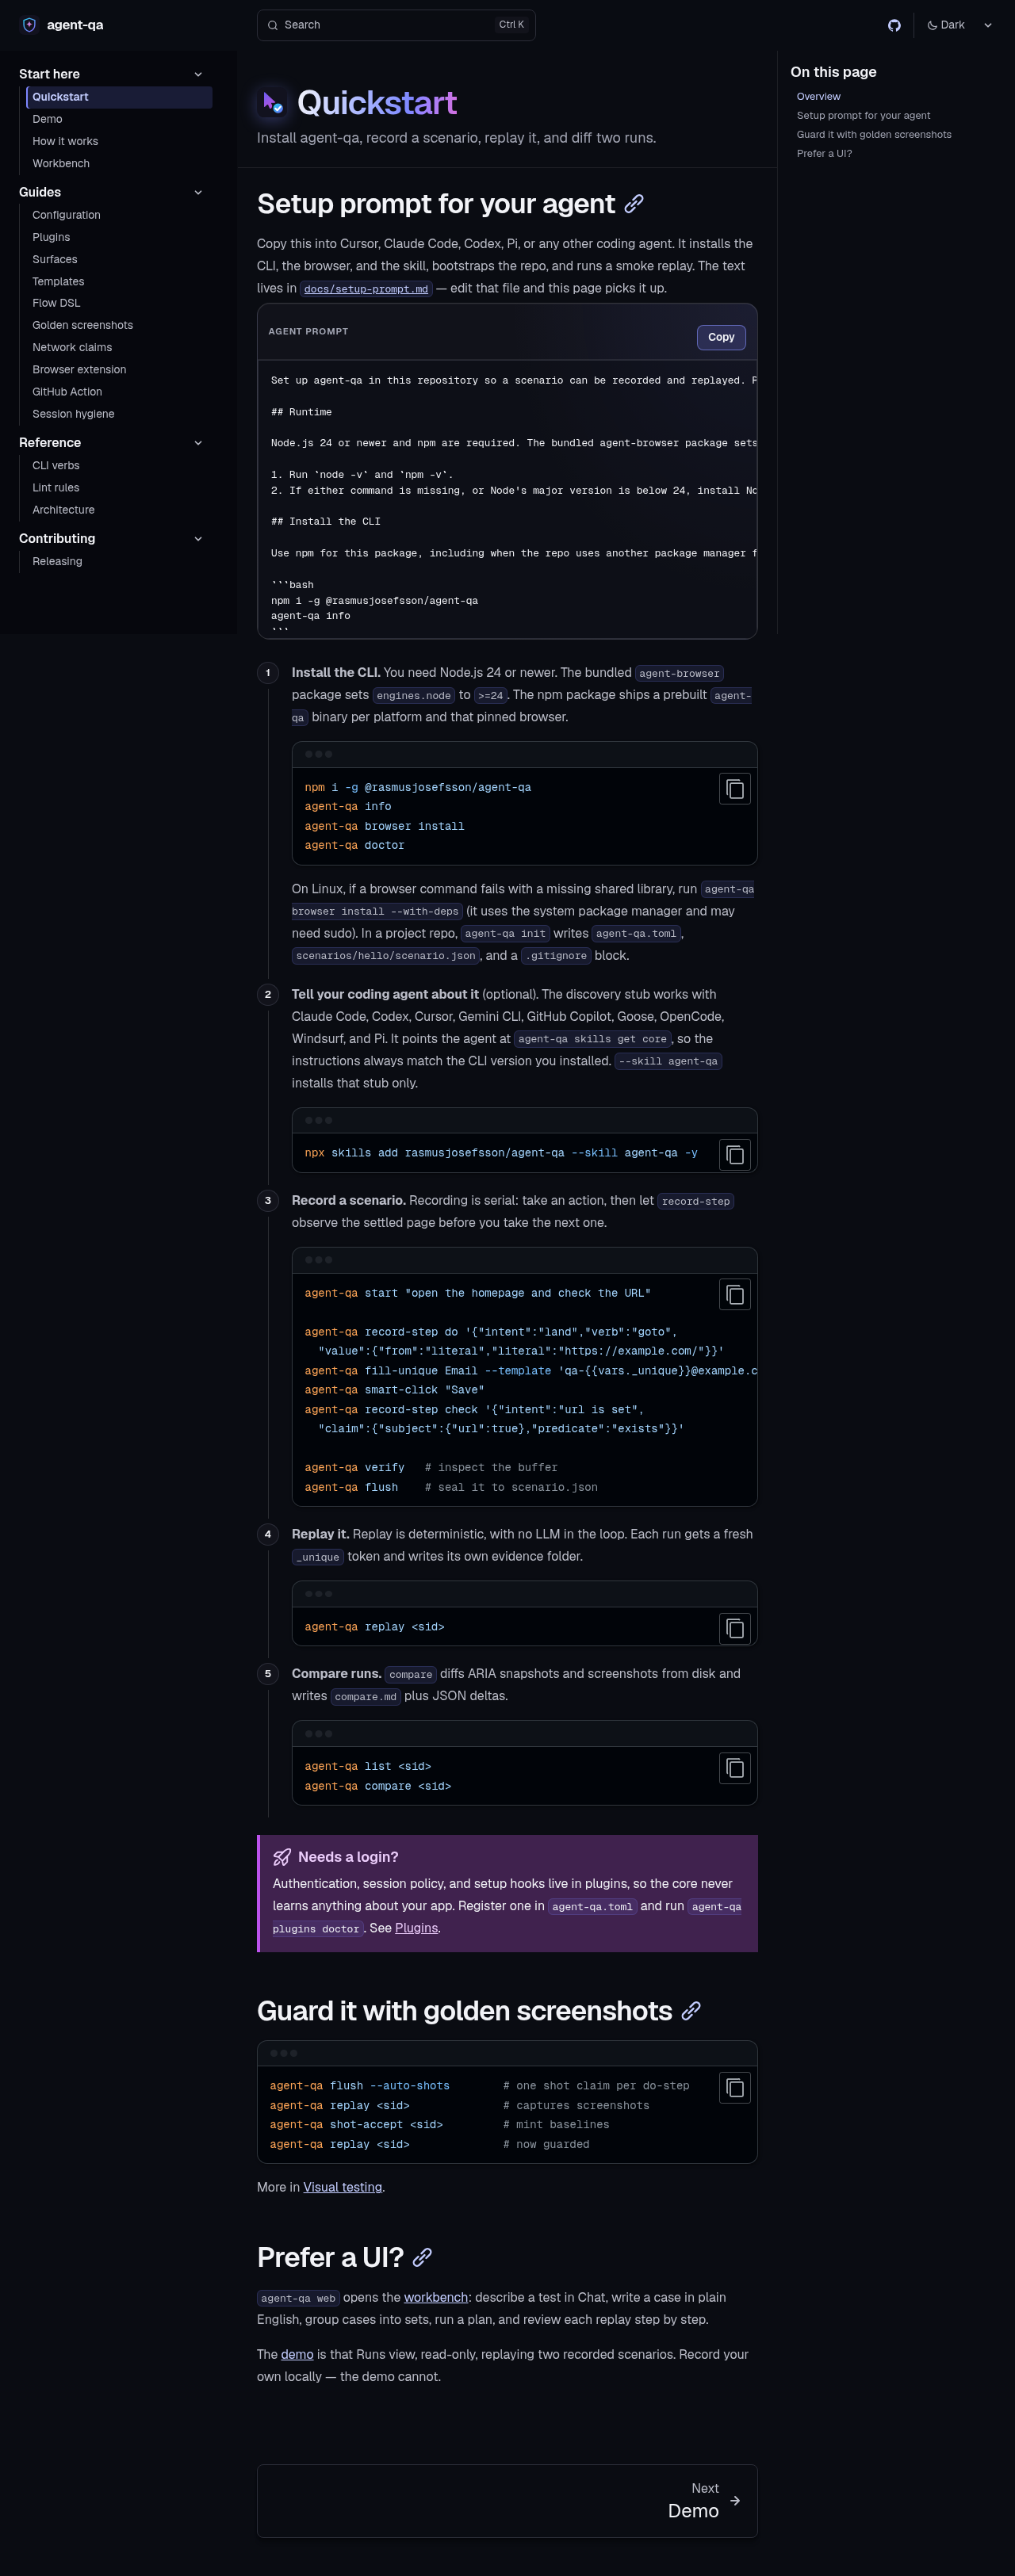 agent-qa
Search
Ctrl K
Dark
Start here
Quickstart
Demo
How it works
Workbench
Guides
Configuration
Plugins
Surfaces
Templates
Flow DSL
Golden screenshots
Network claims
Browser extension
GitHub Action
Session hygiene
Reference
CLI verbs
Lint rules
Architecture
Contributing
Releasing
On this page
Overview
Setup prompt for your agent
Guard it with golden screenshots
Prefer a UI?
Quickstart
Install agent-qa, record a scenario, replay it, and diff two runs.
Setup prompt for your agent
Copy this into Cursor, Claude Code, Codex, Pi, or any other coding agent. It installs the
CLI, the browser, and the skill, bootstraps the repo, and runs a smoke replay. The text
lives in docs/setup-prompt.md — edit that file and this page picks it up.
AGENT PROMPT
Copy
Set up agent-qa in this repository so a scenario can be recorded and replayed.
## Runtime
Node.js 24 or newer and npm are required. The bundled agent-browser package sets
1. Run `node -v` and `npm -v`.
2. If either command is missing, or Node's major version is below 24, install
## Install the CLI
Use npm for this package, including when the repo uses another package manager
```bash
npm i -g @rasmusjosefsson/agent-qa
agent-qa info
```
1
Install the CLI. You need Node.js 24 or newer. The bundled agent-browser
package sets engines.node to >=24. The npm package ships a prebuilt agent-
qa binary per platform and that pinned browser.
npm i -g @rasmusjosefsson/agent-qa
agent-qa info
agent-qa browser install
agent-qa doctor
On Linux, if a browser command fails with a missing shared library, run agent-qa
browser install --with-deps (it uses the system package manager and may
need sudo). In a project repo, agent-qa init writes agent-qa.toml,
scenarios/hello/scenario.json, and a .gitignore block.
2
Tell your coding agent about it (optional). The discovery stub works with
Claude Code, Codex, Cursor, Gemini CLI, GitHub Copilot, Goose, OpenCode,
Windsurf, and Pi. It points the agent at agent-qa skills get core, so the
instructions always match the CLI version you installed. --skill agent-qa
installs that stub only.
npx skills add rasmusjosefsson/agent-qa --skill agent-qa -y
3
Record a scenario. Recording is serial: take an action, then let record-step
observe the settled page before you take the next one.
agent-qa start "open the homepage and check the URL"
agent-qa record-step do '{"intent":"land","verb":"goto",
"value":{"from":"literal","literal":"https://example.com/"}}'
agent-qa fill-unique Email --template 'qa-{{vars._unique}}@example.c
agent-qa smart-click "Save"
agent-qa record-step check '{"intent":"url is set",
"claim":{"subject":{"url":true},"predicate":"exists"}}'
agent-qa verify # inspect the buffer
agent-qa flush # seal it to scenario.json
4
Replay it. Replay is deterministic, with no LLM in the loop. Each run gets a fresh
_unique token and writes its own evidence folder.
agent-qa replay <sid>
5
Compare runs. compare diffs ARIA snapshots and screenshots from disk and
writes compare.md plus JSON deltas.
agent-qa list <sid>
agent-qa compare <sid>
Needs a login?
Authentication, session policy, and setup hooks live in plugins, so the core never
learns anything about your app. Register one in agent-qa.toml and run agent-qa
plugins doctor. See Plugins.
Guard it with golden screenshots
agent-qa flush --auto-shots # one shot claim per do-step
agent-qa replay <sid> # captures screenshots
agent-qa shot-accept <sid> # mint baselines
agent-qa replay <sid> # now guarded
More in Visual testing.
Prefer a UI?
agent-qa web opens the workbench: describe a test in Chat, write a case in plain
English, group cases into sets, run a plan, and review each replay step by step.
The demo is that Runs view, read-only, replaying two recorded scenarios. Record your
own locally — the demo cannot.
Next
Demo